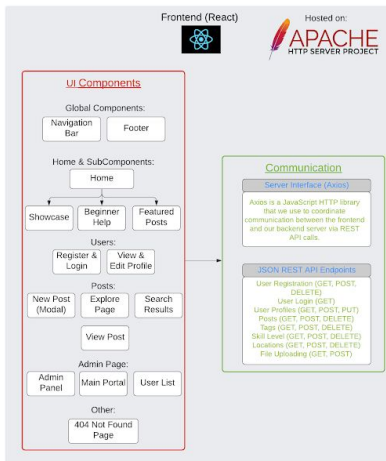 Frontend (React)
Hosted on:
APACHE
HTTP SERVER PROJECT
UI Components
Global Components:
Navigation
Bar
Footer
Home & SubComponents:
Home
Showcase
Beginner
Help
Featured
Posts
Users:
Register &
Login
View &
Edit Profile
Posts:
New Post
(Modal)
Explore
Page
Search
Results
View Post
Admin Page:
Admin
Panel
Main Portal
User List
Other:
404 Not Found
Page
Communication
Server Interface (Axios)
Axios is a JavaScript HTTP library
that we use to coordinate
communication between the frontend
and our backend server via REST
API calls.
JSON REST API Endpoints
User Registration (GET, POST,
DELETE)
User Login (GET)
User Profiles (GET, POST, PUT)
Posts (GET, POST, DELETE)
Tags (GET, POST, DELETE)
Skill Level (GET, POST, DELETE)
Locations (GET, POST, DELETE)
File Uploading (GET, POST)